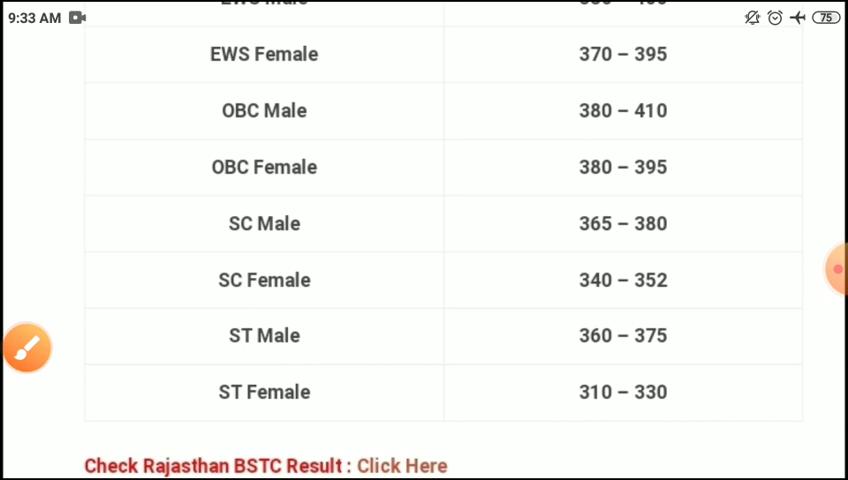 9:33 AM
75
EWS Female 370 – 395
OBC Male 380 – 410
OBC Female 380 – 395
SC Male 365 – 380
SC Female 340 – 352
ST Male 360 – 375
ST Female 310 – 330
Check Rajasthan BSTC Result : Click Here